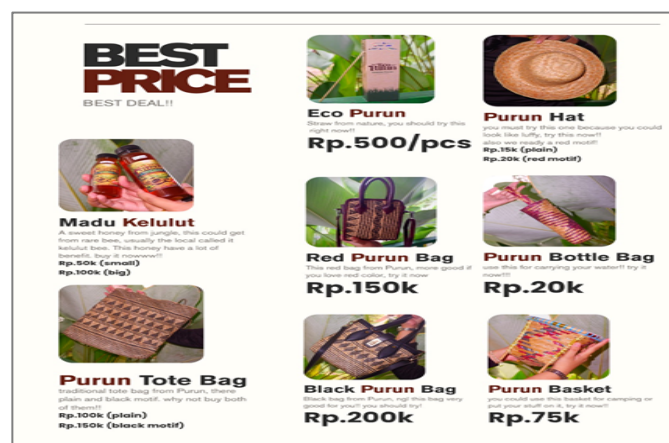 BEST
PRICE
BEST DEAL!!
Madu Kelulut
A sweet honey from jungle, this could get
from rare bee, usually the local called it
kelulut bee. This honey have a lot of
benefit. buy it nowww!!
Rp.50k (small)
Rp.100k (big)
Purun Tote Bag
traditional tote bag from Purun, there
plain and black motif. why not buy both
of them!!
Rp.100k (plain)
Rp.150k (black motif)
Eco Purun
Straw from nature, you should try this
right now!!
Rp.500/pcs
Purun Hat
you must try this one because you could
look like luffy, try this now!!
also we ready a red motif!
Rp.15k (plain)
Rp.20k (red motif)
Red Purun Bag
This red bag from Purun, more good if
you love red color, try it now
Rp.150k
Purun Bottle Bag
use this for carrying your water!! try it
now!!!
Rp.20k
Black Purun Bag
Black bag from Purun, ng! this bag very
good for you!! you should try!
Rp.200k
Purun Basket
you could use this basket for camping or
put your stuff on it, try it now!!
Rp.75k